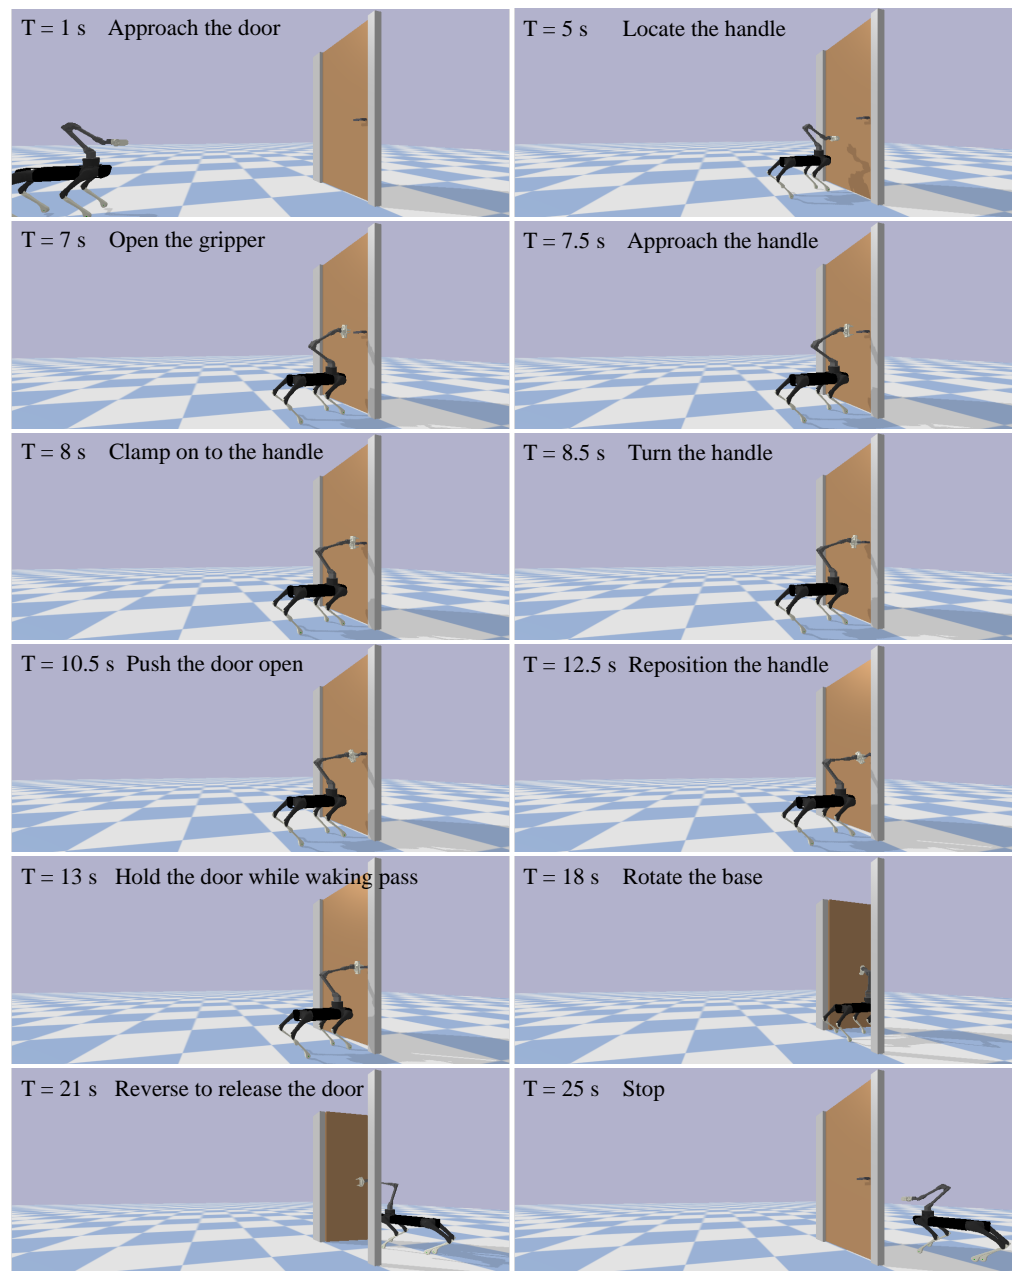 T = 1 s Approach the door
T = 5 s Locate the handle
T = 7 s Open the gripper
T = 7.5 s Approach the handle
T = 8 s Clamp on to the handle
T = 8.5 s Turn the handle
T = 10.5 s Push the door open
T = 12.5 s Reposition the handle
T = 13 s Hold the door while waking pass
T = 18 s Rotate the base
T = 21 s Reverse to release the door
T = 25 s Stop